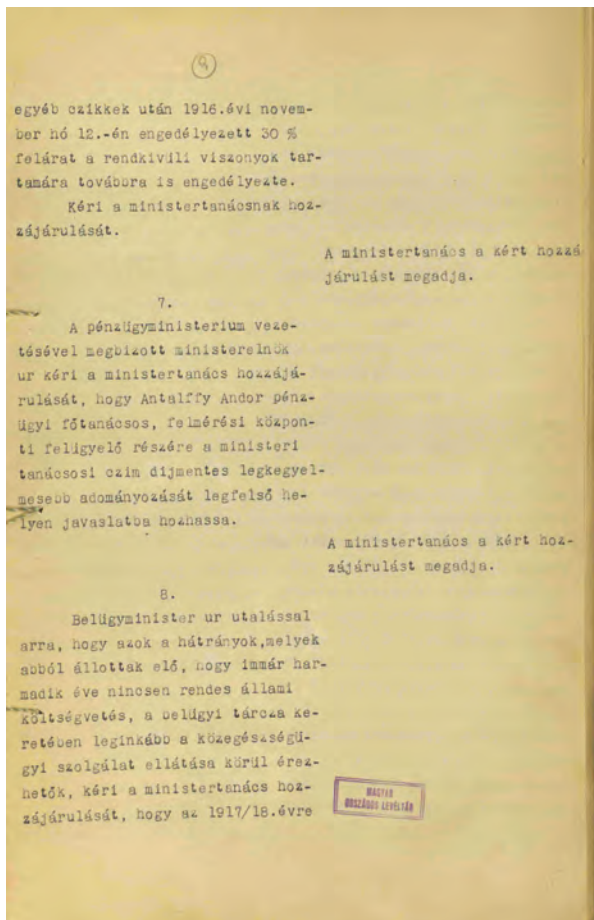 9
egyéb czikkek után 1916.évi novem-
ber hó 12.-én engedélyezett 30 %
felárat a rendkivili viszonyok tar-
tamára továbora is engedélyezte.
Kéri a ministertanácsnak hoz-
zájárulását.
A ministertanács a kért hozzá
járulást megadja.
7.
A pénzügyministerium veze-
tésével megbizott ministerelnök
ur kéri a ministertanács hozzájá-
rulását, hogy Antalffy Andor pénz-
ügyi főtanácsos, felmérési közpon-
ti felügyelő részére a ministeri
tanácsosi czim dijmentes legkegyel-
mesebb adományozását legfelső he-
lyen javaslatba hozhassa.
A ministertanács a kért hoz-
zájárulást megadja.
8.
Belügyminister ur utalással
arra, hogy azok a hátrányok,melyek
abból állottak elő, hogy immár har-
madik éve nincsen rendes állami
költségvetés, a belügyi tárcza ke-
retében leginkább a közegészségü-
gyi szolgálat ellátása körül érez-
hetők, kéri a ministertanács hoz-
zájárulását, hogy az 1917/18.évre
MAGYAR
ORSZÁGOS LEVÉLTÁR